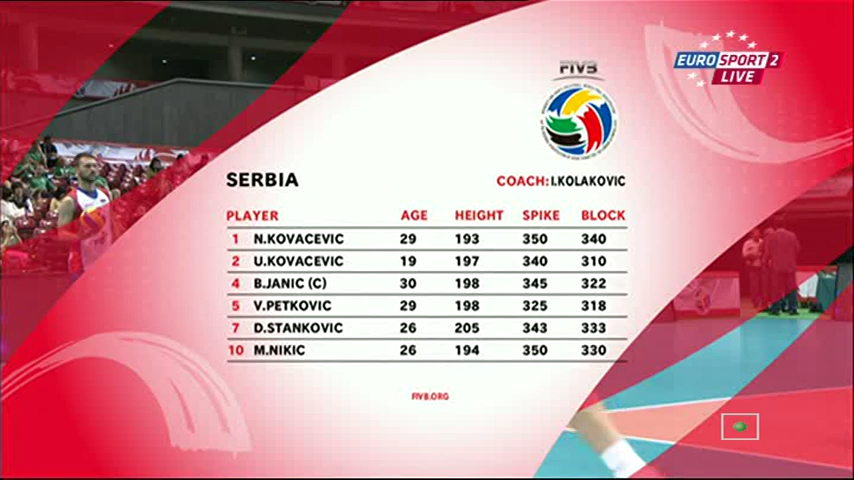 FIVB
EUROSPORT 2
LIVE
SERBIA
COACH: I.KOLAKOVIC
PLAYER AGE HEIGHT SPIKE BLOCK
1 N.KOVACEVIC 29 193 350 340
2 U.KOVACEVIC 19 197 340 310
4 B.JANIC (C) 30 198 345 322
5 V.PETKOVIC 29 198 325 318
7 D.STANKOVIC 26 205 343 333
10 M.NIKIC 26 194 350 330
FIVB.ORG